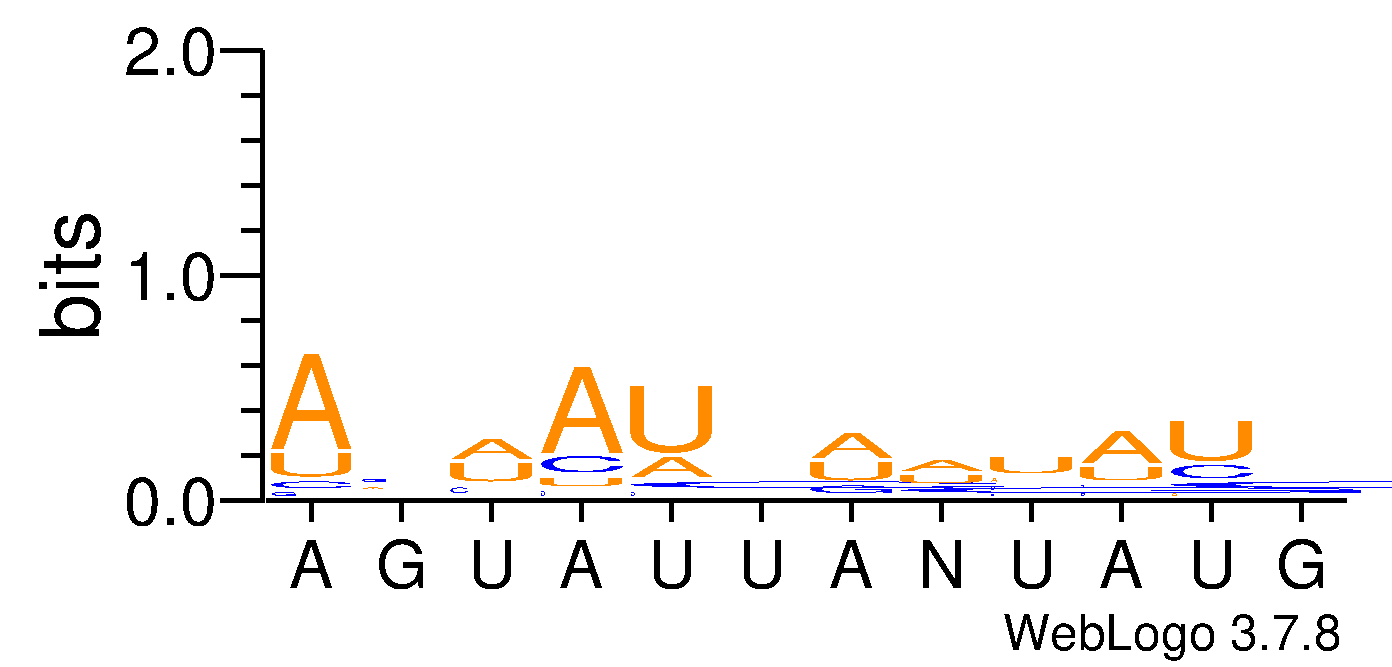 2.0
1.0
0.0
bits
A U A U A U A U A A U A U
A G U A U U A N U A U G
WebLogo 3.7.8